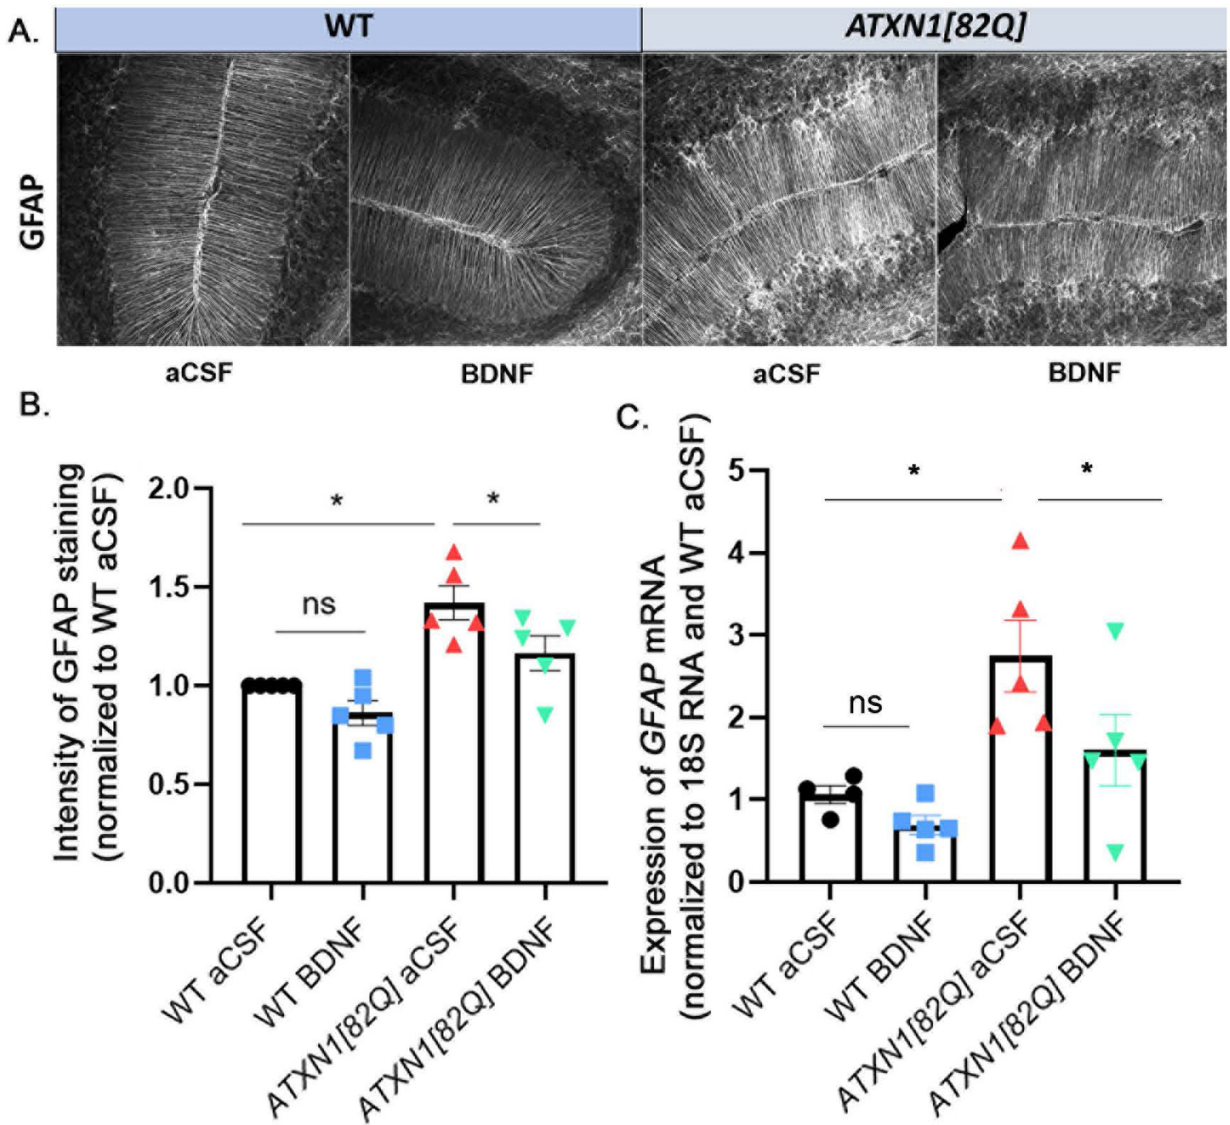 A.
WT
ATXN1[82Q]
GFAP
aCSF
BDNF
aCSF
BDNF
B.
Intensity of GFAP staining
(normalized to WT aCSF)
2.0
1.5
1.0
0.5
0.0
*
*
ns
WT aCSF
WT BDNF
ATXN1[82Q] aCSF
ATXN1[82Q] BDNF
C.
Expression of GFAP mRNA
(normalized to 18S RNA and WT aCSF)
5
4
3
2
1
0
*
*
ns
WT aCSF
WT BDNF
ATXN1[82Q] aCSF
ATXN1[82Q] BDNF